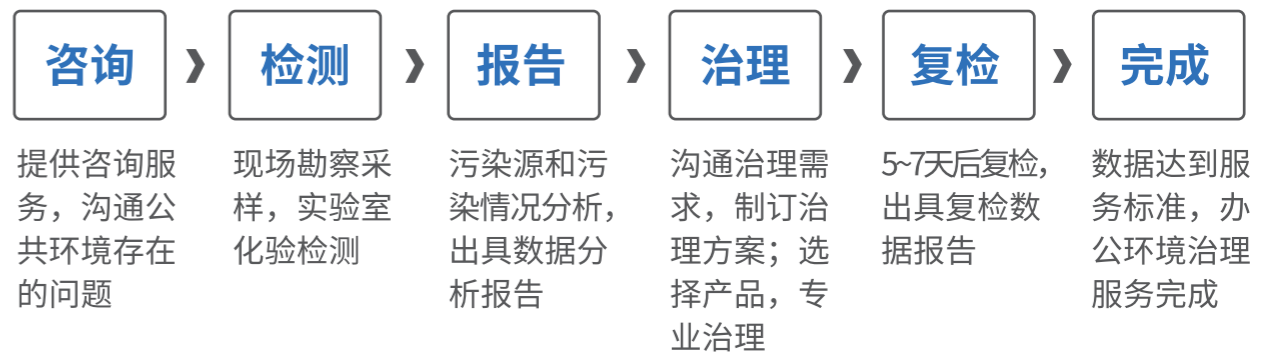 咨询
检测
报告
治理
复检
完成
提供咨询服
务，沟通公
共环境存在
的问题
现场勘察采
样，实验室
化验检测
污染源和污
染情况分析，
出具数据分
析报告
沟通治理需
求，制订治
理方案；选
择产品，专
业治理
5~7天后复检，
出具复检数
据报告
数据达到服
务标准，办
公环境治理
服务完成